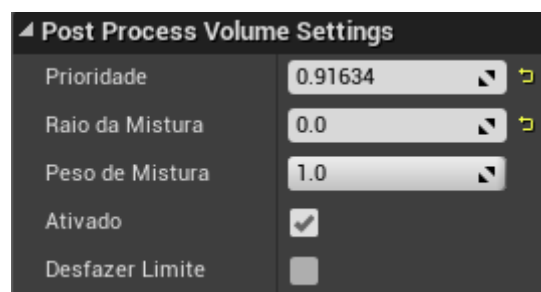 Post Process Volume Settings
Prioridade 0.91634
Raio da Mistura 0.0
Peso de Mistura 1.0
Ativado
Desfazer Limite